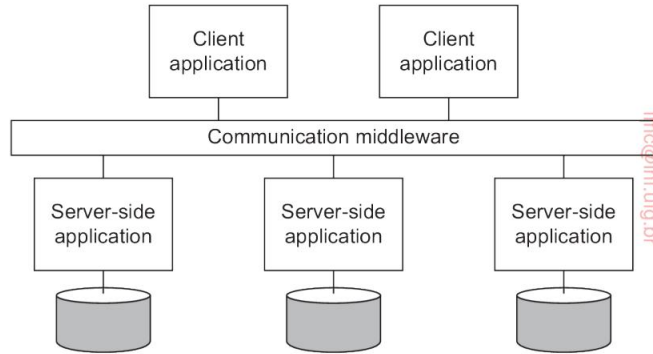 Client
application
Client
application
Communication middleware
Server-side
application
Server-side
application
Server-side
application